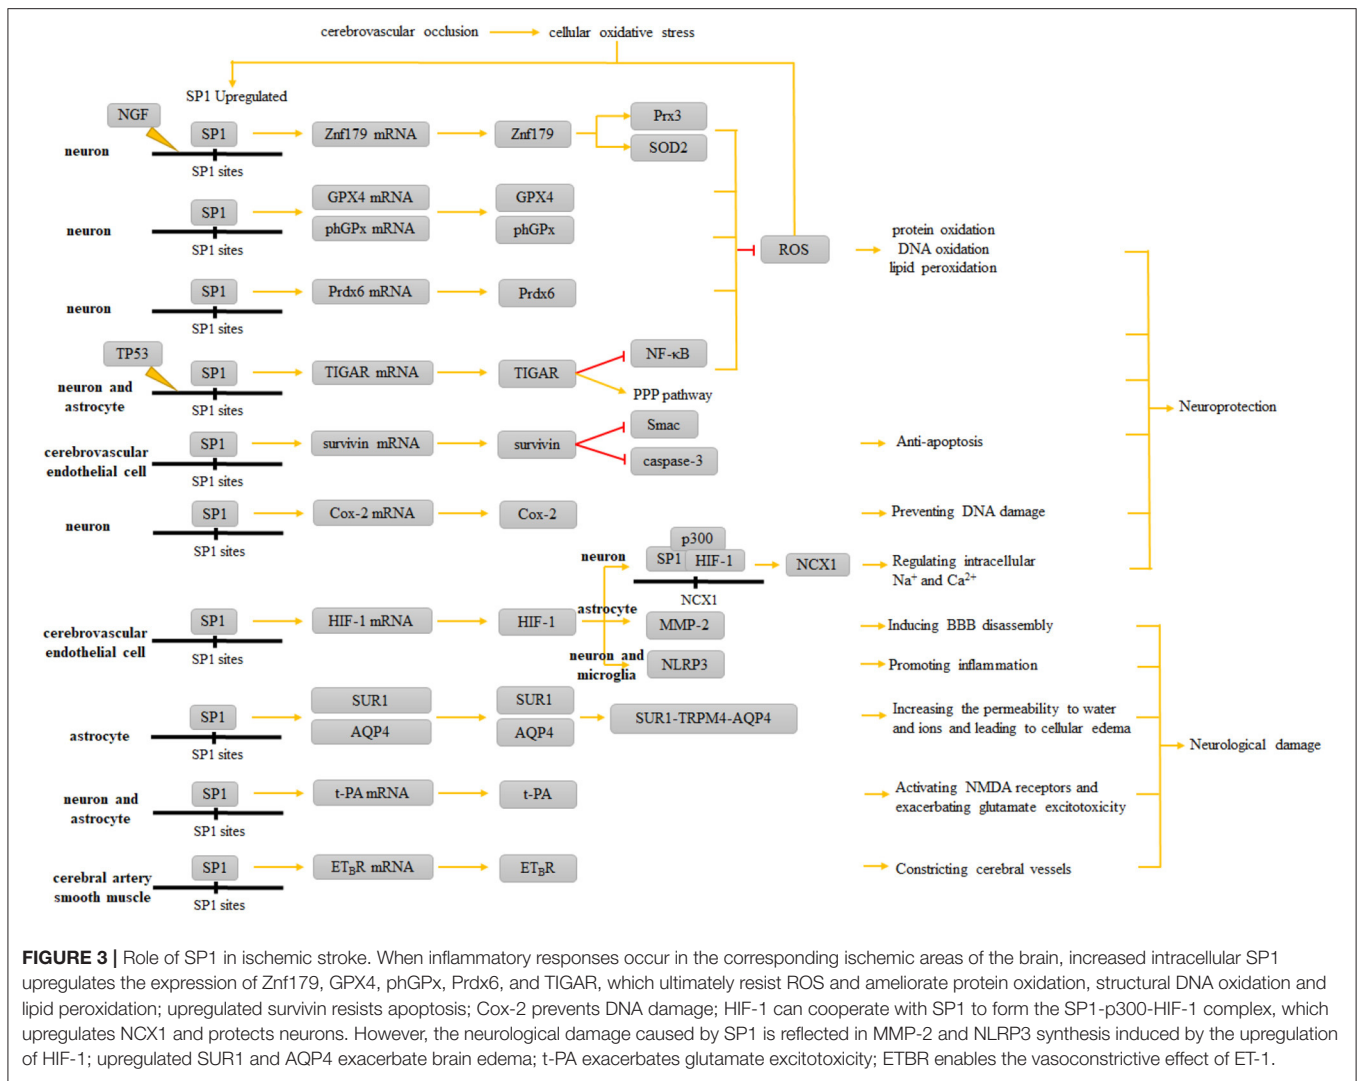 cerebrovascular occlusion
cellular oxidative stress
SP1 Upregulated
NGF
neuron
SP1
SP1 sites
Znf179 mRNA
Znf179
Prx3
SOD2
neuron
SP1
SP1 sites
GPX4 mRNA
phGPx mRNA
GPX4
phGPx
ROS
protein oxidation
DNA oxidation
lipid peroxidation
neuron
SP1
SP1 sites
Prdx6 mRNA
Prdx6
TP53
neuron and
astrocyte
SP1
SP1 sites
TIGAR mRNA
TIGAR
NF-κB
PPP pathway
Neuroprotection
cerebrovascular
endothelial cell
SP1
SP1 sites
survivin mRNA
survivin
Smac
caspase-3
Anti-apoptosis
neuron
SP1
SP1 sites
Cox-2 mRNA
Cox-2
Preventing DNA damage
neuron
p300
SP1
HIF-1
NCX1
NCX1
Regulating intracellular
Na⁺ and Ca²⁺
cerebrovascular
endothelial cell
SP1
SP1 sites
HIF-1 mRNA
HIF-1
astrocyte
MMP-2
Inducing BBB disassembly
neuron and
microglia
NLRP3
Promoting inflammation
astrocyte
SP1
SP1 sites
SUR1
AQP4
SUR1
AQP4
SUR1-TRPM4-AQP4
Increasing the permeability to water
and ions and leading to cellular edema
Neurological damage
neuron and
astrocyte
SP1
SP1 sites
t-PA mRNA
t-PA
Activating NMDA receptors and
exacerbating glutamate excitotoxicity
cerebral artery
smooth muscle
SP1
SP1 sites
ET_BR mRNA
ET_BR
Constricting cerebral vessels
FIGURE 3 | Role of SP1 in ischemic stroke. When inflammatory responses occur in the corresponding ischemic areas of the brain, increased intracellular SP1
upregulates the expression of Znf179, GPX4, phGPx, Prdx6, and TIGAR, which ultimately resist ROS and ameliorate protein oxidation, structural DNA oxidation and
lipid peroxidation; upregulated survivin resists apoptosis; Cox-2 prevents DNA damage; HIF-1 can cooperate with SP1 to form the SP1-p300-HIF-1 complex, which
upregulates NCX1 and protects neurons. However, the neurological damage caused by SP1 is reflected in MMP-2 and NLRP3 synthesis induced by the upregulation
of HIF-1; upregulated SUR1 and AQP4 exacerbate brain edema; t-PA exacerbates glutamate excitotoxicity; ETBR enables the vasoconstrictive effect of ET-1.